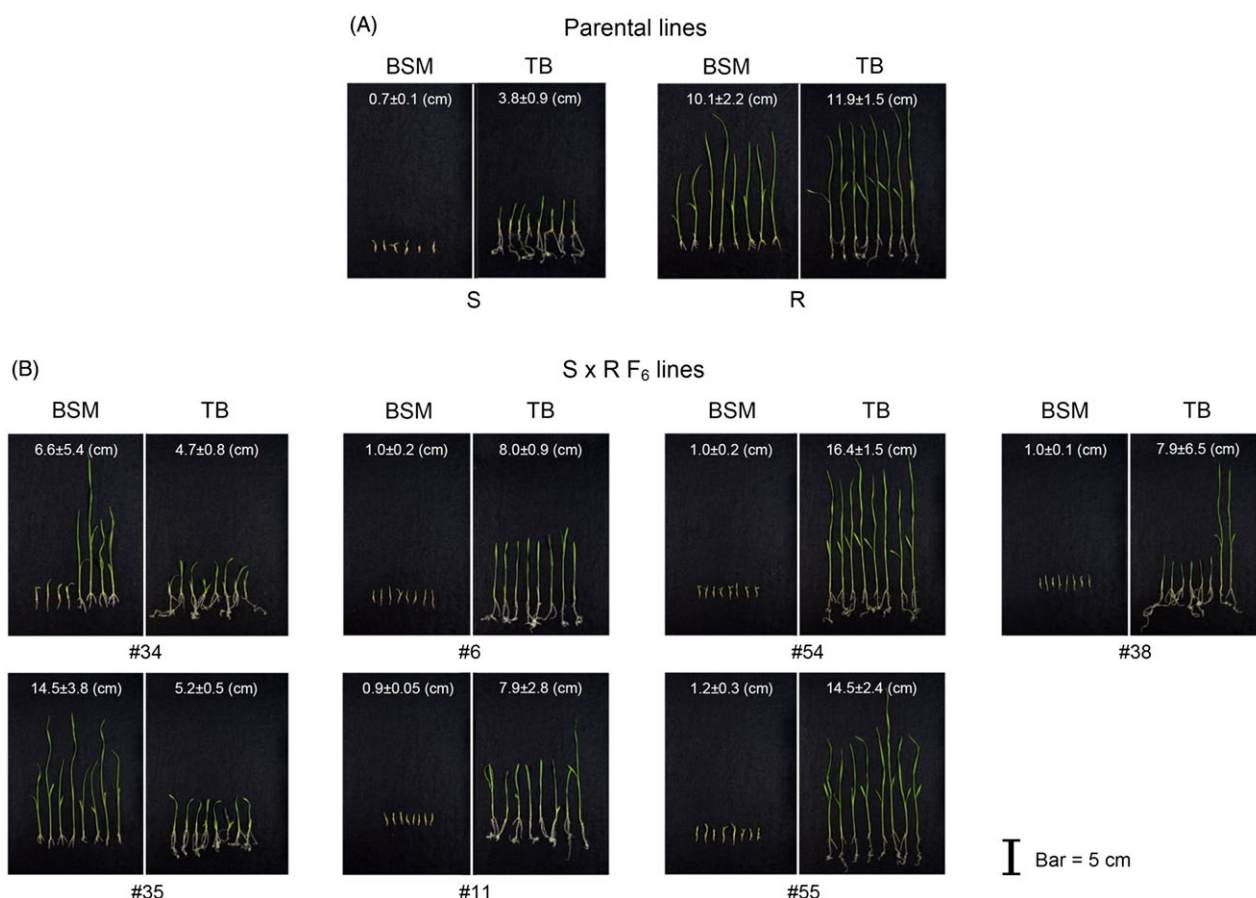 (A) Parental lines
BSM TB BSM TB
0.7±0.1 (cm) 3.8±0.9 (cm) 10.1±2.2 (cm) 11.9±1.5 (cm)
S R
(B) S x R F₆ lines
BSM TB BSM TB BSM TB BSM TB
6.6±5.4 (cm) 4.7±0.8 (cm) 1.0±0.2 (cm) 8.0±0.9 (cm) 1.0±0.2 (cm) 16.4±1.5 (cm) 1.0±0.1 (cm) 7.9±6.5 (cm)
#34 #6 #54 #38
14.5±3.8 (cm) 5.2±0.5 (cm) 0.9±0.05 (cm) 7.9±2.8 (cm) 1.2±0.3 (cm) 14.5±2.4 (cm)
Bar = 5 cm
#35 #11 #55